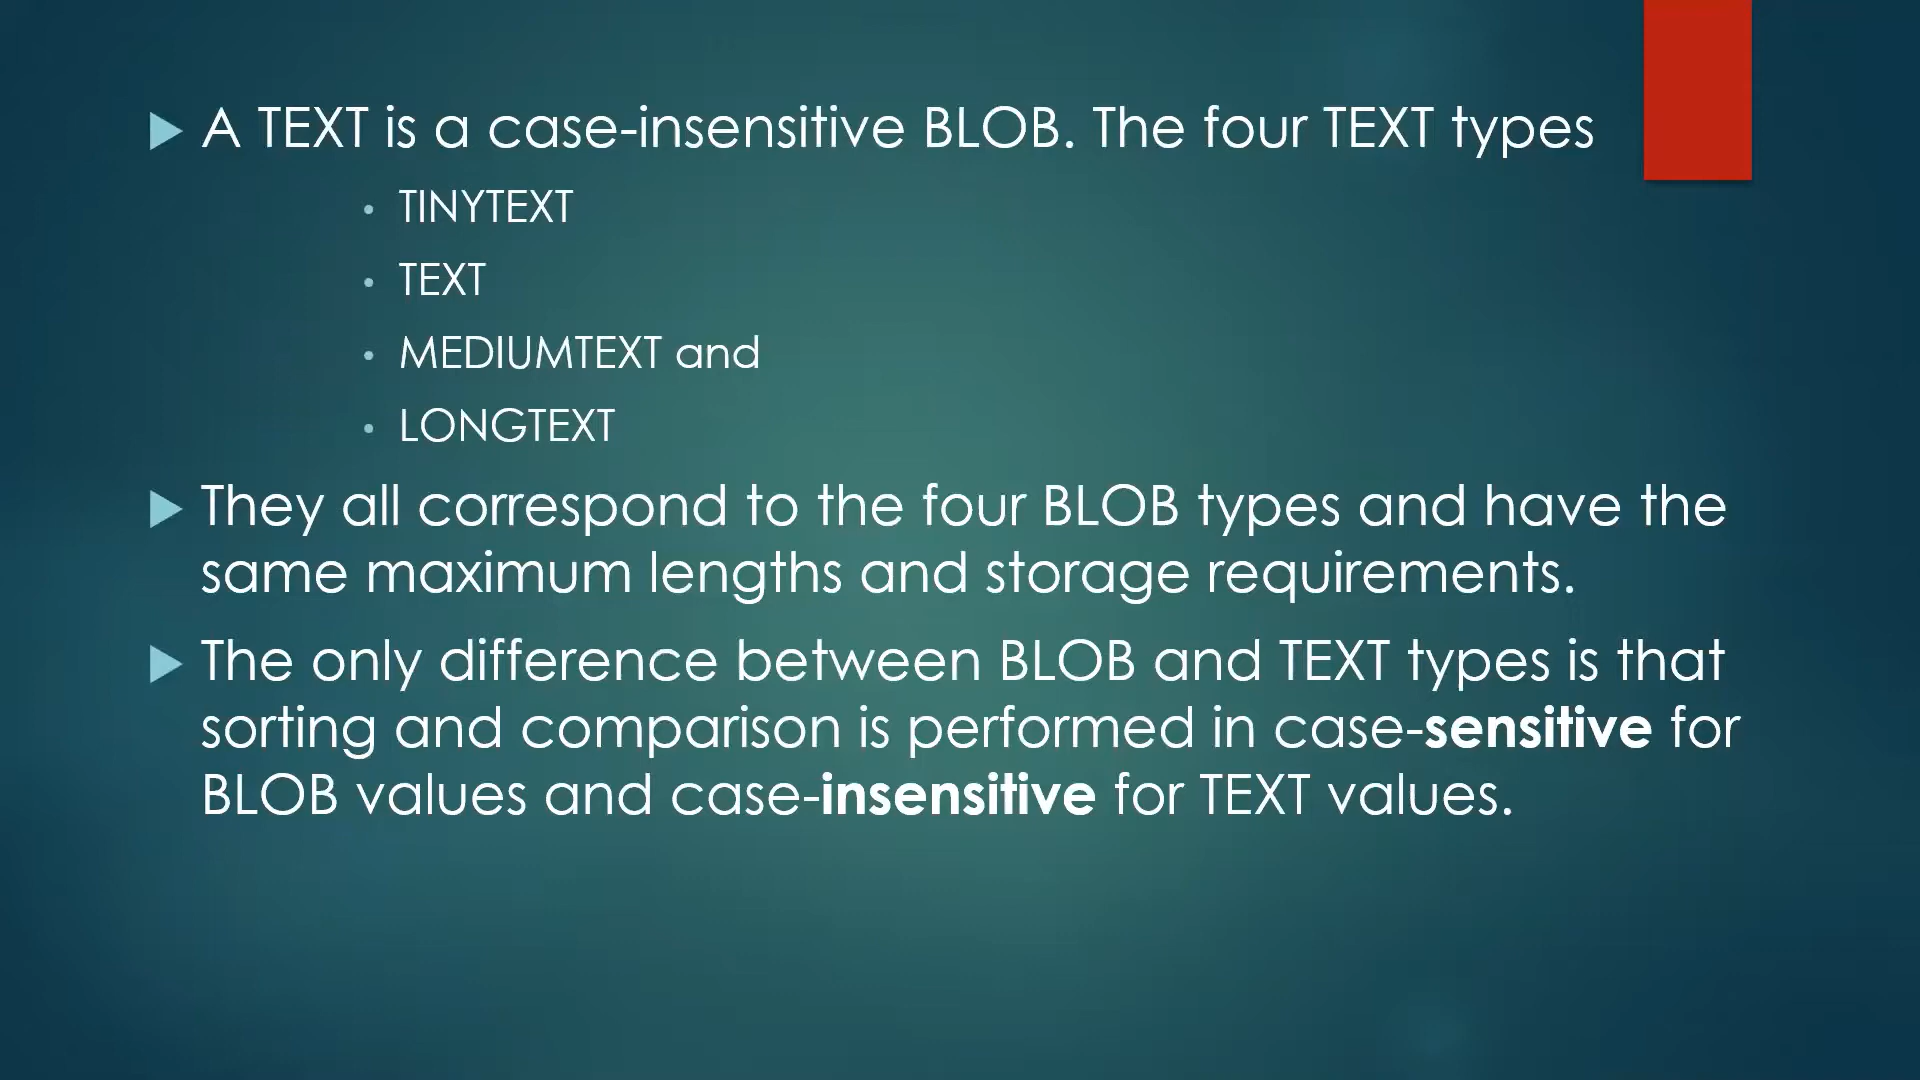 A TEXT is a case-insensitive BLOB. The four TEXT types
TINYTEXT
TEXT
MEDIUMTEXT and
LONGTEXT
They all correspond to the four BLOB types and have the
same maximum lengths and storage requirements.
The only difference between BLOB and TEXT types is that
sorting and comparison is performed in case-sensitive for
BLOB values and case-insensitive for TEXT values.